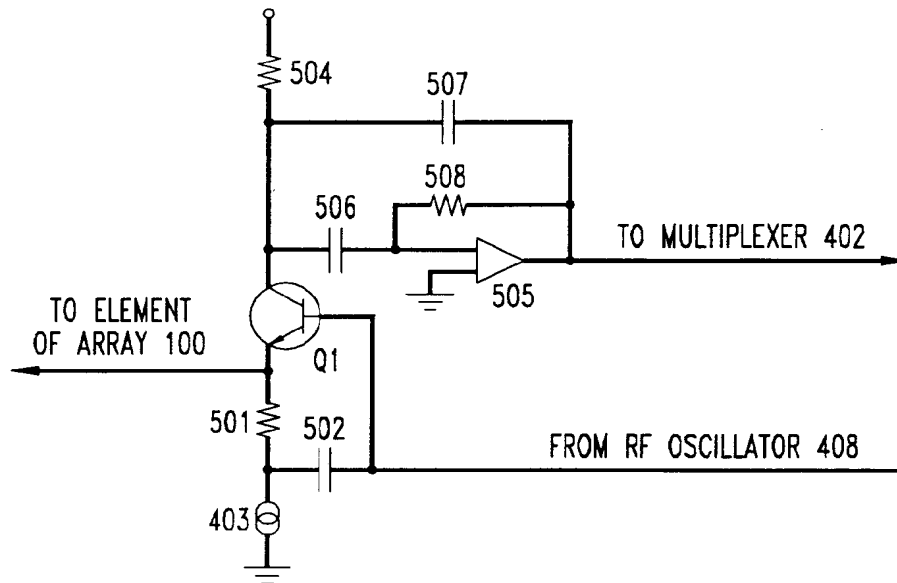 504
507
508
506
TO MULTIPLEXER 402
505
TO ELEMENT
OF ARRAY 100
Q1
501
502
FROM RF OSCILLATOR 408
403